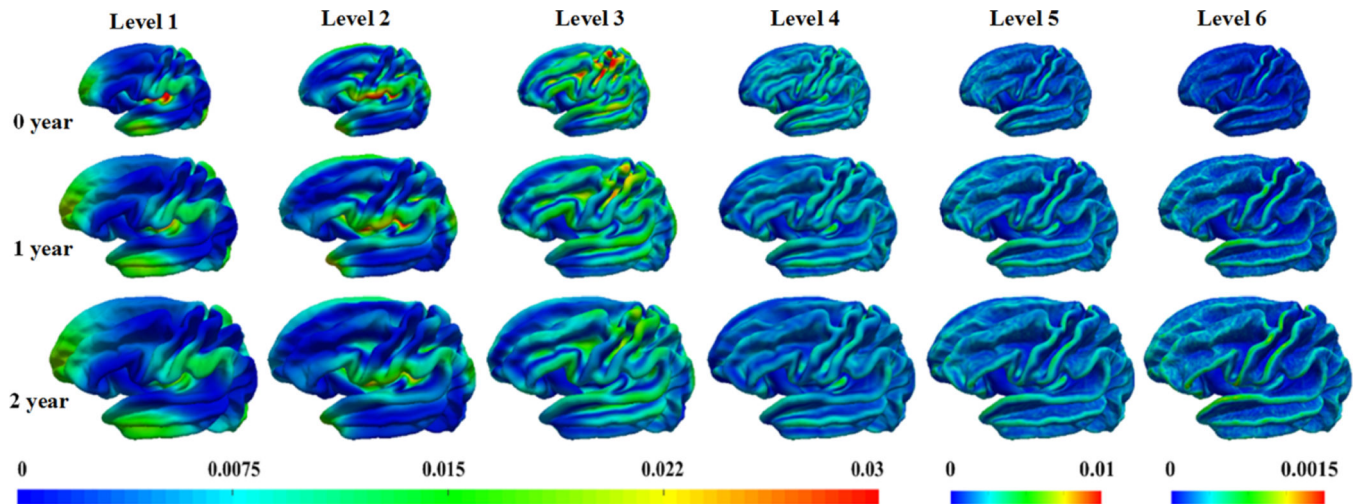 Level 1 Level 2 Level 3 Level 4 Level 5 Level 6
0 year
1 year
2 year
0 0.0075 0.015 0.022 0.03 0 0.01 0 0.0015